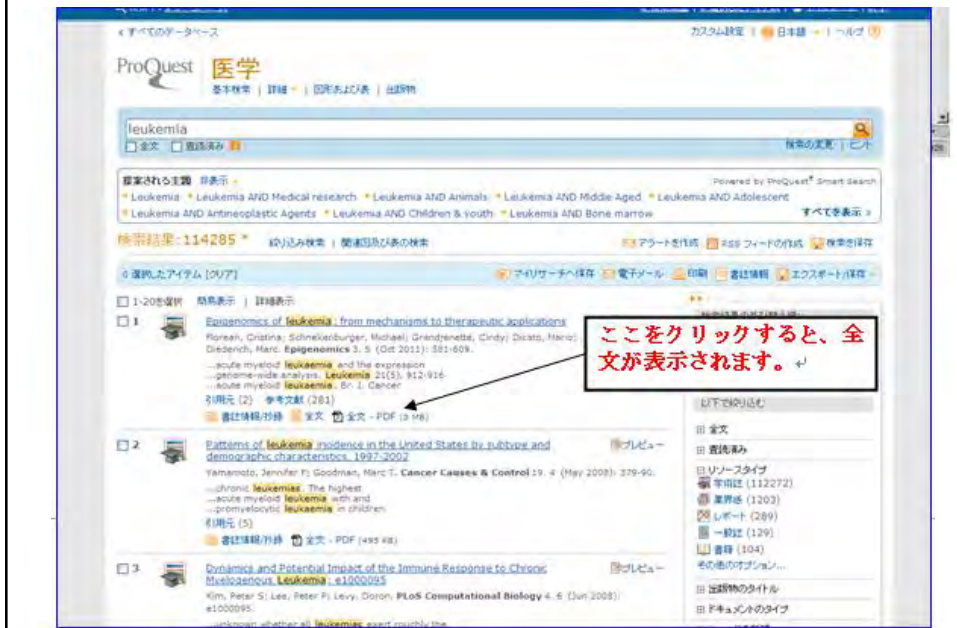 < すべてのデータベース
カスタム設定 | 日本語 | ヘルプ
ProQuest 医学
基本検索 | 詳細 | 図形および表 | 出版物
leukemia
全文 査読済み
検索の変更 | ヒント
提案される主題 非表示
Powered by ProQuest® Smart Search
Leukemia Leukemia AND Medical research Leukemia AND Animals Leukemia AND Middle Aged Leukemia AND Adolescent
Leukemia AND Antineoplastic Agents Leukemia AND Children & youth Leukemia AND Bone marrow
すべてを表示 >
検索結果:114285 * 絞り込み検索 | 関連図及び表の検索
アラートを作成 RSS フィードの作成 検索を保存
0 選択したアイテム [クリア]
マイリサーチへ保存 電子メール 印刷 書誌情報 エクスポート/保存
1-20を選択 簡易表示 | 詳細表示
1 Epigenomics of leukemia: from mechanisms to therapeutic applications
Florean, Cristina; Schnekenburger, Michael; Grandjenette, Cindy; Dicato, Mario;
Diederich, Marc. Epigenomics 3. 5 (Oct 2011): 581-609.
...acute myeloid leukaemia and the expression
...genome-wide analysis. Leukemia 21(5), 912-916
...acute myeloid leukaemia. Br. J. Cancer
引用元 (2) 参考文献 (281)
書誌情報/抄録 全文 全文 - PDF (3 MB)
ここをクリックすると、全
文が表示されます。
以下で絞り込む
全文
査読済み
リソースタイプ
学術誌 (112272)
業界紙 (1203)
レポート (289)
一般誌 (129)
書籍 (104)
その他のオプション...
出版物のタイトル
ドキュメントのタイプ
2 Patterns of leukemia incidence in the United States by subtype and
demographic characteristics, 1997-2002
プレビュー
Yamamoto, Jennifer F; Goodman, Marc T. Cancer Causes & Control 19. 4 (May 2008): 379-90.
...chronic leukemias. The highest
...acute myeloid leukemia with and
...promyelocytic leukaemia in children
引用元 (5)
書誌情報/抄録 全文 - PDF (495 KB)
3 Dynamics and Potential Impact of the Immune Response to Chronic
Myelogenous Leukemia: e1000095
プレビュー
Kim, Peter S; Lee, Peter P; Levy, Doron. PLoS Computational Biology 4. 6 (Jun 2008):
e1000095.
...unknown whether all leukemias exert roughly the